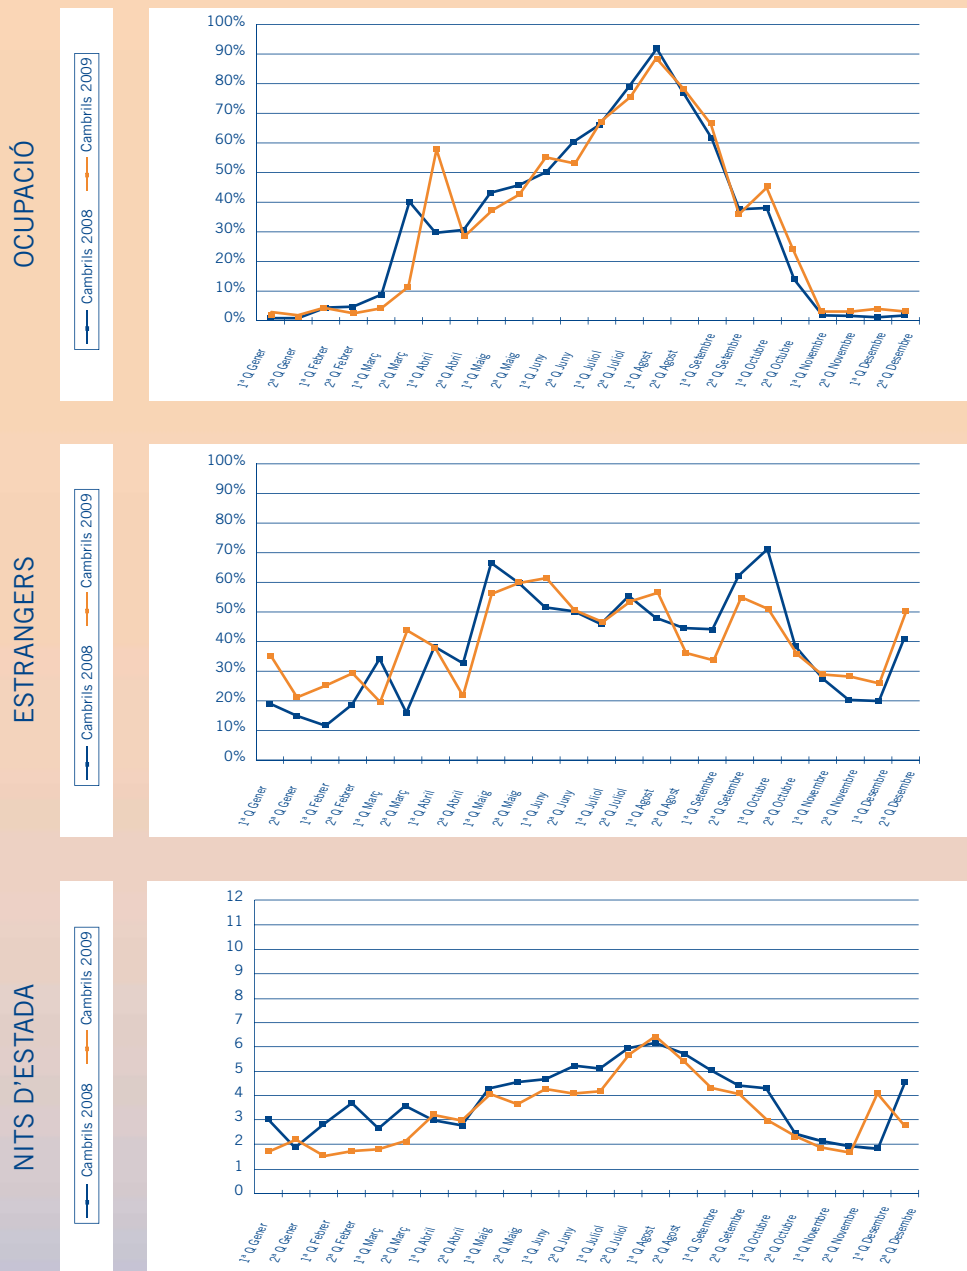 OCUPACIÓ
Cambrils 2008
Cambrils 2009
100%
90%
80%
70%
60%
50%
40%
30%
20%
10%
0%
1ª Q Gener
2ª Q Gener
1ª Q Febrer
2ª Q Febrer
1ª Q Març
2ª Q Març
1ª Q Abril
2ª Q Abril
1ª Q Maig
2ª Q Maig
1ª Q Juny
2ª Q Juny
1ª Q Juliol
2ª Q Juliol
1ª Q Agost
2ª Q Agost
1ª Q Setembre
2ª Q Setembre
1ª Q Octubre
2ª Q Octubre
1ª Q Novembre
2ª Q Novembre
1ª Q Desembre
2ª Q Desembre
ESTRANGERS
Cambrils 2008
Cambrils 2009
100%
90%
80%
70%
60%
50%
40%
30%
20%
10%
0%
1ª Q Gener
2ª Q Gener
1ª Q Febrer
2ª Q Febrer
1ª Q Març
2ª Q Març
1ª Q Abril
2ª Q Abril
1ª Q Maig
2ª Q Maig
1ª Q Juny
2ª Q Juny
1ª Q Juliol
2ª Q Juliol
1ª Q Agost
2ª Q Agost
1ª Q Setembre
2ª Q Setembre
1ª Q Octubre
2ª Q Octubre
1ª Q Novembre
2ª Q Novembre
1ª Q Desembre
2ª Q Desembre
NITS D'ESTADA
Cambrils 2008
Cambrils 2009
12
11
10
9
8
7
6
5
4
3
2
1
0
1ª Q Gener
2ª Q Gener
1ª Q Febrer
2ª Q Febrer
1ª Q Març
2ª Q Març
1ª Q Abril
2ª Q Abril
1ª Q Maig
2ª Q Maig
1ª Q Juny
2ª Q Juny
1ª Q Juliol
2ª Q Juliol
1ª Q Agost
2ª Q Agost
1ª Q Setembre
2ª Q Setembre
1ª Q Octubre
2ª Q Octubre
1ª Q Novembre
2ª Q Novembre
1ª Q Desembre
2ª Q Desembre